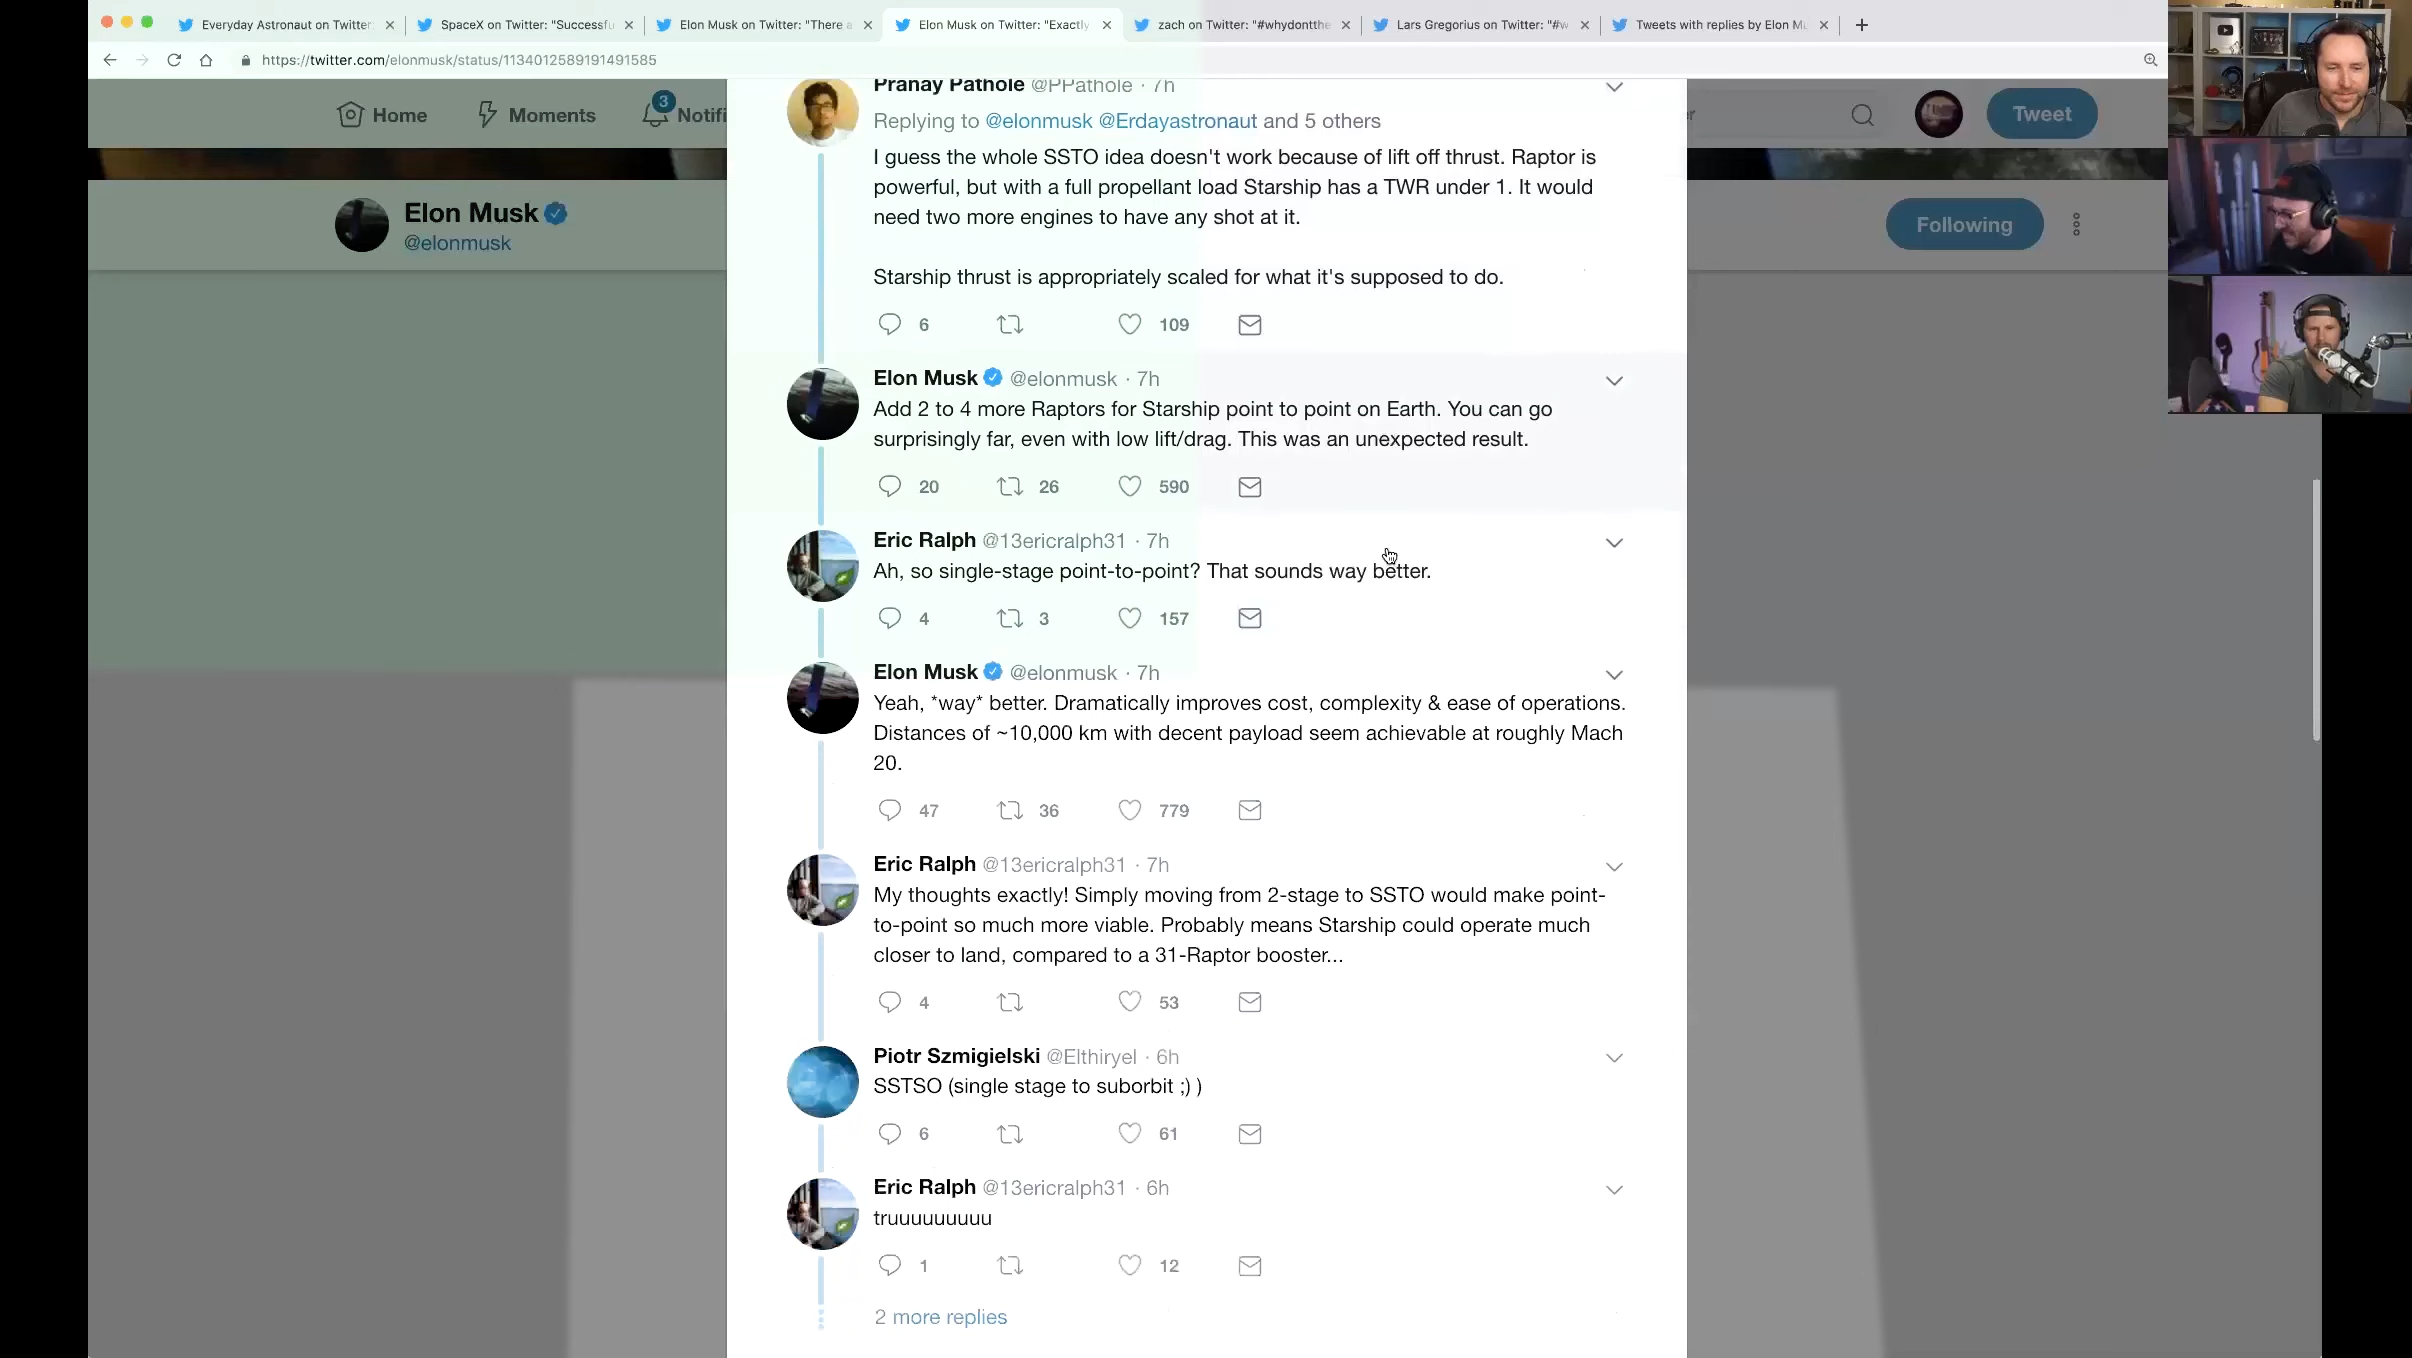 Everyday Astronaut on Twitter
SpaceX on Twitter: "Successfu
Elon Musk on Twitter: "There a
Elon Musk on Twitter: "Exactly
zach on Twitter: "#whydontthe
Lars Gregorius on Twitter: "#w
Tweets with replies by Elon Mu
https://twitter.com/elonmusk/status/1134012589191491585
Home
Moments
3
Notifi
Tweet
Elon Musk
@elonmusk
Following
Pranay Pathole @PPathole · 7h
Replying to @elonmusk @Erdayastronaut and 5 others
I guess the whole SSTO idea doesn't work because of lift off thrust. Raptor is
powerful, but with a full propellant load Starship has a TWR under 1. It would
need two more engines to have any shot at it.
Starship thrust is appropriately scaled for what it's supposed to do.
6 109
Elon Musk @elonmusk · 7h
Add 2 to 4 more Raptors for Starship point to point on Earth. You can go
surprisingly far, even with low lift/drag. This was an unexpected result.
20 26 590
Eric Ralph @13ericralph31 · 7h
Ah, so single-stage point-to-point? That sounds way better.
4 3 157
Elon Musk @elonmusk · 7h
Yeah, *way* better. Dramatically improves cost, complexity & ease of operations.
Distances of ~10,000 km with decent payload seem achievable at roughly Mach
20.
47 36 779
Eric Ralph @13ericralph31 · 7h
My thoughts exactly! Simply moving from 2-stage to SSTO would make point-
to-point so much more viable. Probably means Starship could operate much
closer to land, compared to a 31-Raptor booster...
4 53
Piotr Szmigielski @Elthiryel · 6h
SSTSO (single stage to suborbit ;) )
6 61
Eric Ralph @13ericralph31 · 6h
truuuuuuuuu
1 12
2 more replies